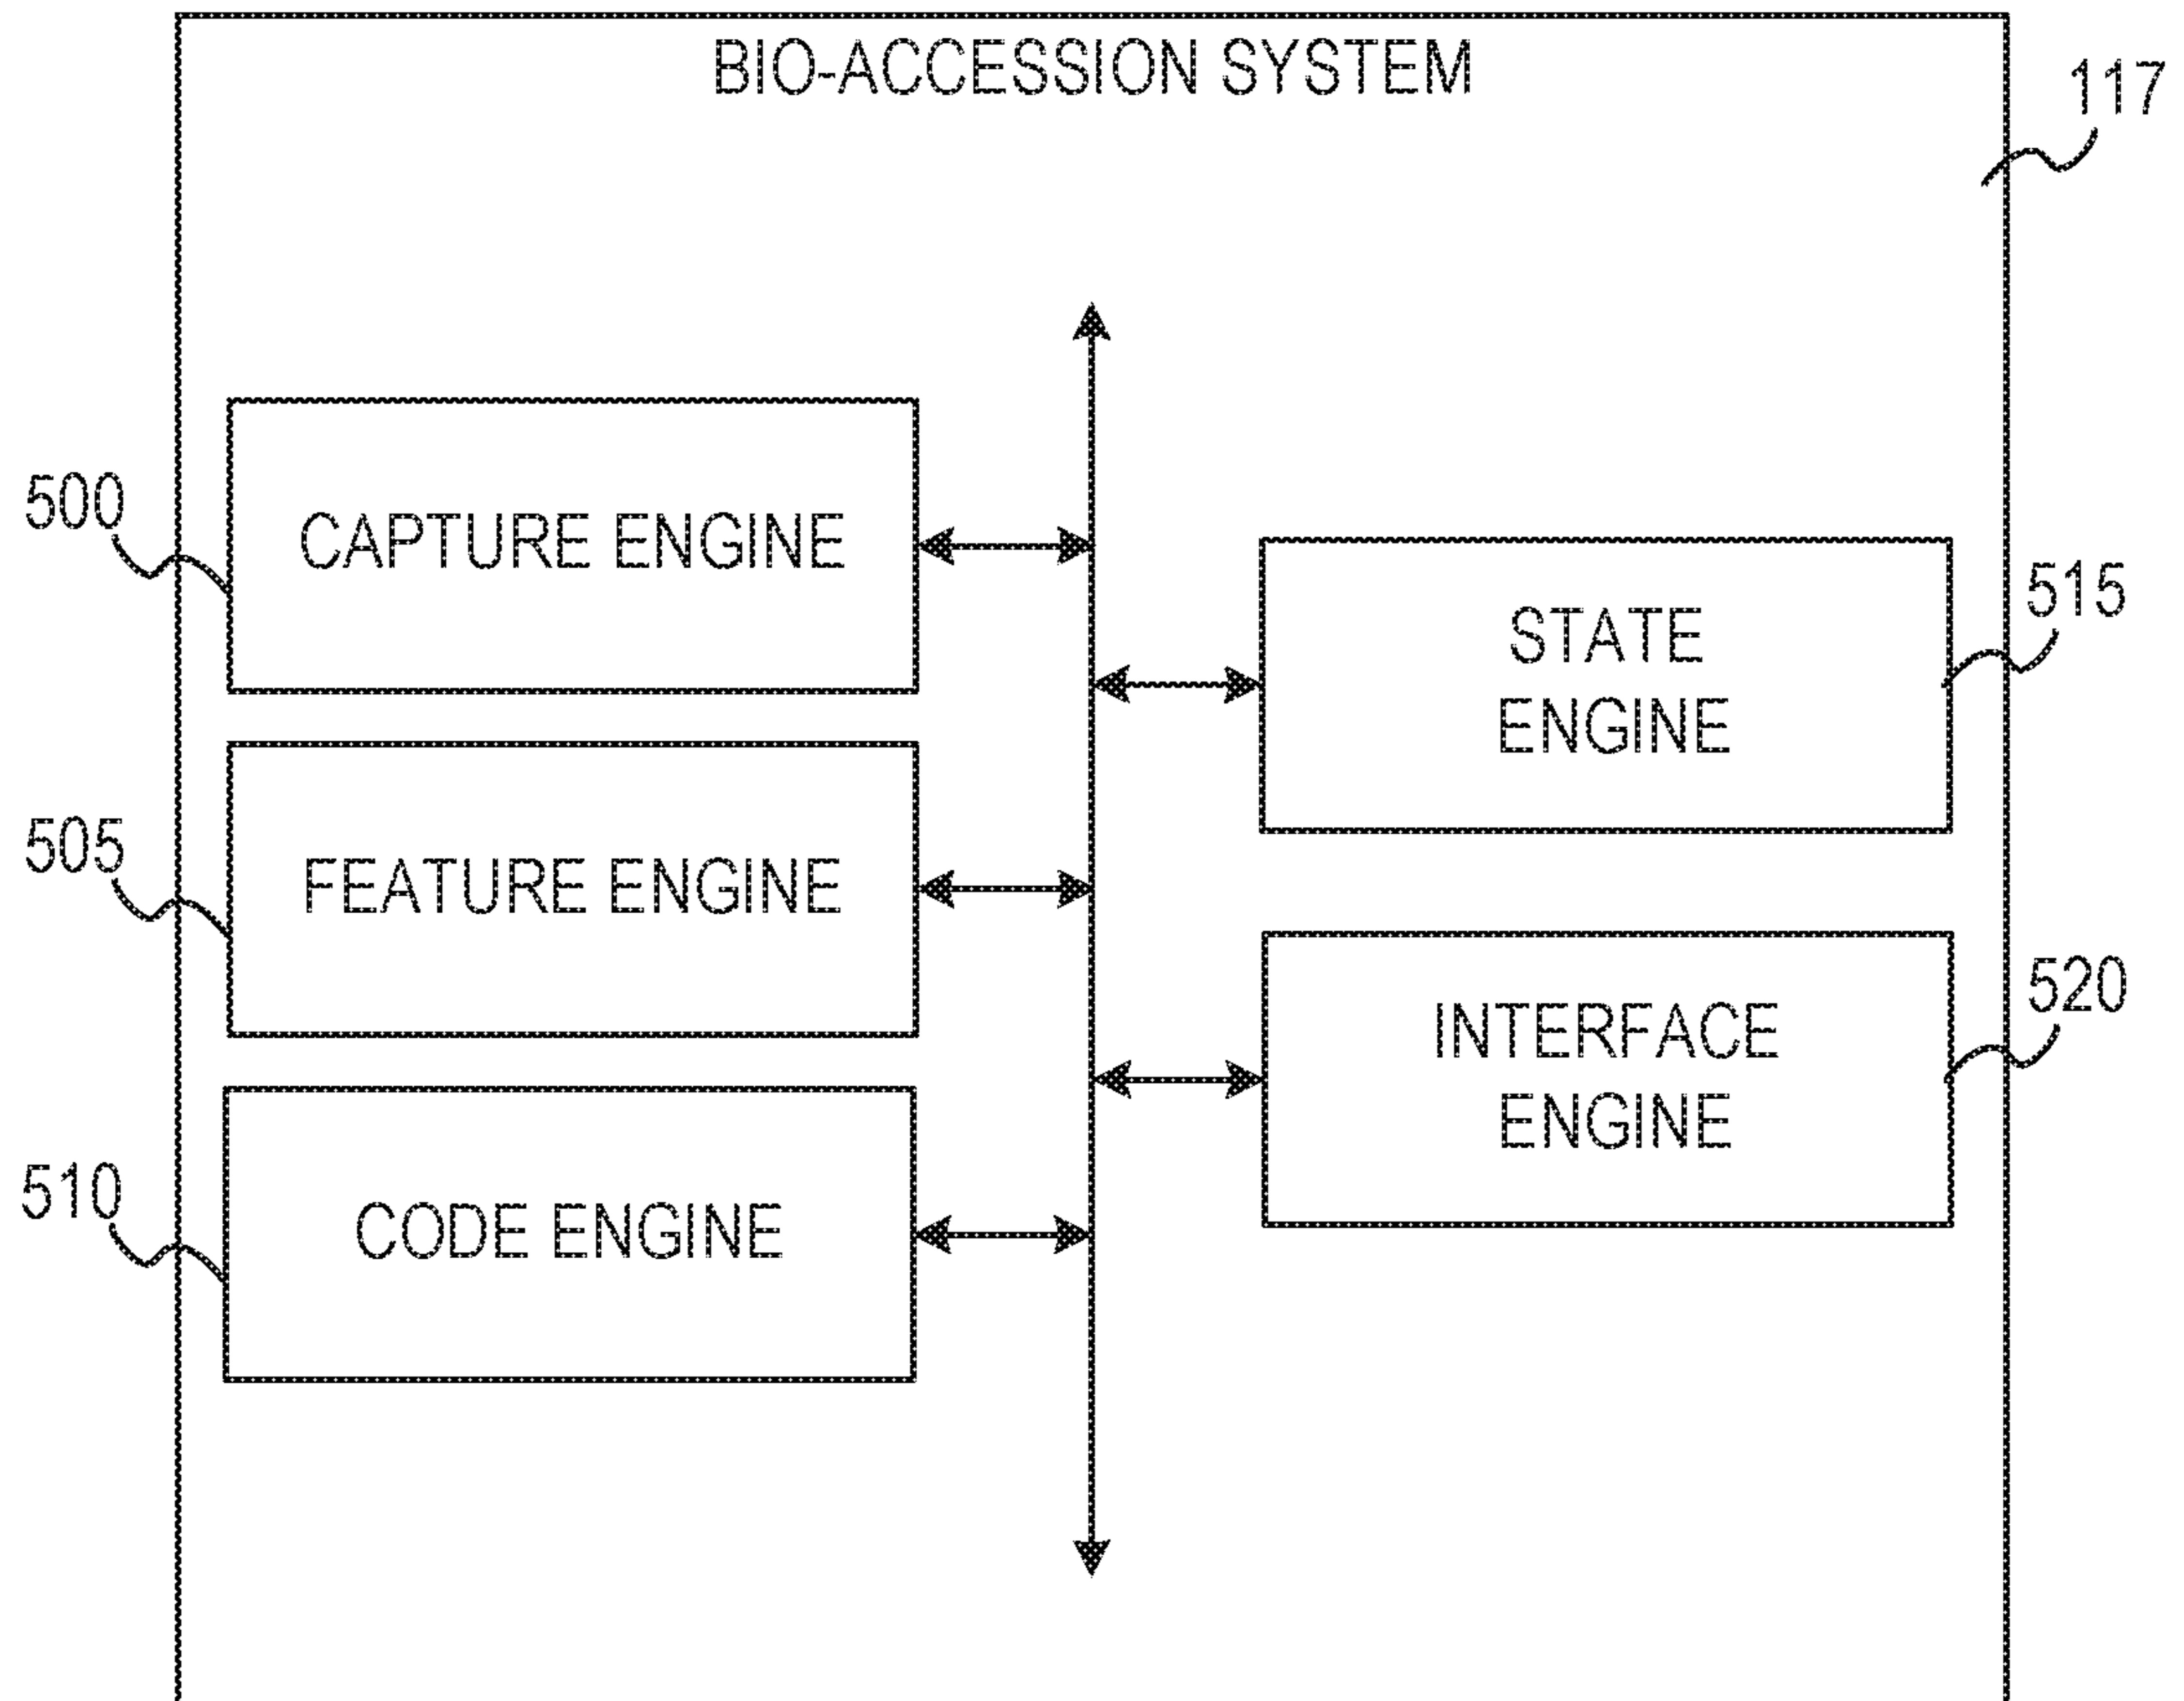 BIO-ACCESSION SYSTEM
117
500
CAPTURE ENGINE
STATE
ENGINE
515
505
FEATURE ENGINE
INTERFACE
ENGINE
520
510
CODE ENGINE